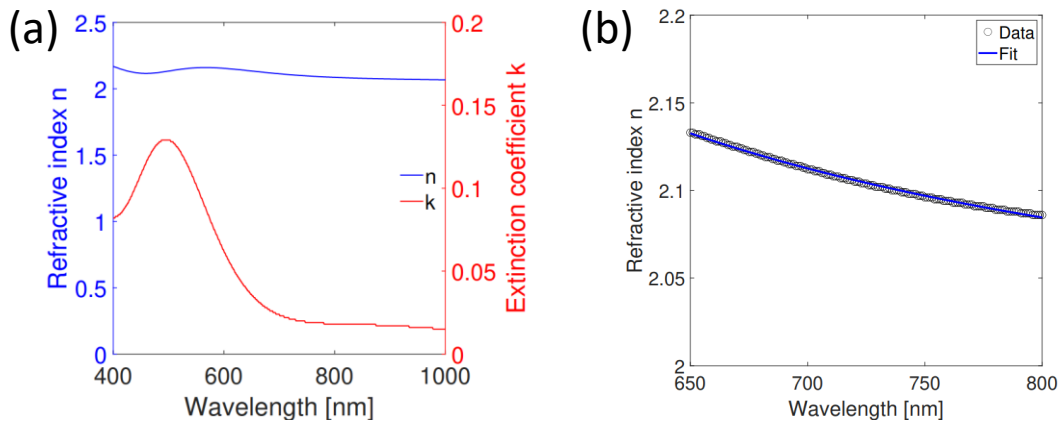 (a)
Refractive index n
2.5
2
1.5
1
0.5
0
0.2
0.15
0.1
0.05
0
Extinction coefficient k
n
k
400
600
800
1000
Wavelength [nm]
(b)
Refractive index n
2.2
2.15
2.1
2.05
2
Data
Fit
650
700
750
800
Wavelength [nm]